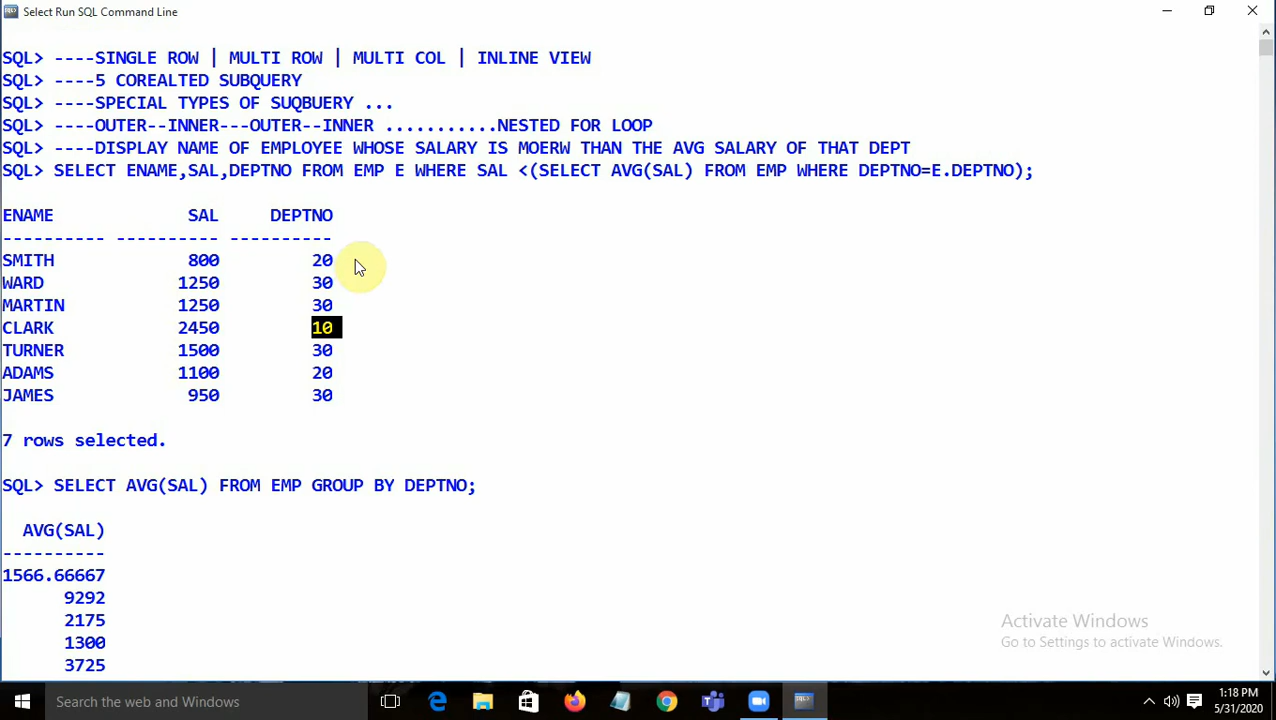 Select Run SQL Command Line
SQL> ----SINGLE ROW | MULTI ROW | MULTI COL | INLINE VIEW
SQL> ----5 COREALTED SUBQUERY
SQL> ----SPECIAL TYPES OF SUQBUERY ...
SQL> ----OUTER--INNER---OUTER--INNER ...........NESTED FOR LOOP
SQL> ----DISPLAY NAME OF EMPLOYEE WHOSE SALARY IS MOERW THAN THE AVG SALARY OF THAT DEPT
SQL> SELECT ENAME,SAL,DEPTNO FROM EMP E WHERE SAL <(SELECT AVG(SAL) FROM EMP WHERE DEPTNO=E.DEPTNO);
ENAME SAL DEPTNO
---------- ---------- ----------
SMITH 800 20
WARD 1250 30
MARTIN 1250 30
CLARK 2450 10
TURNER 1500 30
ADAMS 1100 20
JAMES 950 30
7 rows selected.
SQL> SELECT AVG(SAL) FROM EMP GROUP BY DEPTNO;
AVG(SAL)
----------
1566.66667
9292
2175
1300
3725
Activate Windows
Go to Settings to activate Windows.
Search the web and Windows
1:18 PM
5/31/2020